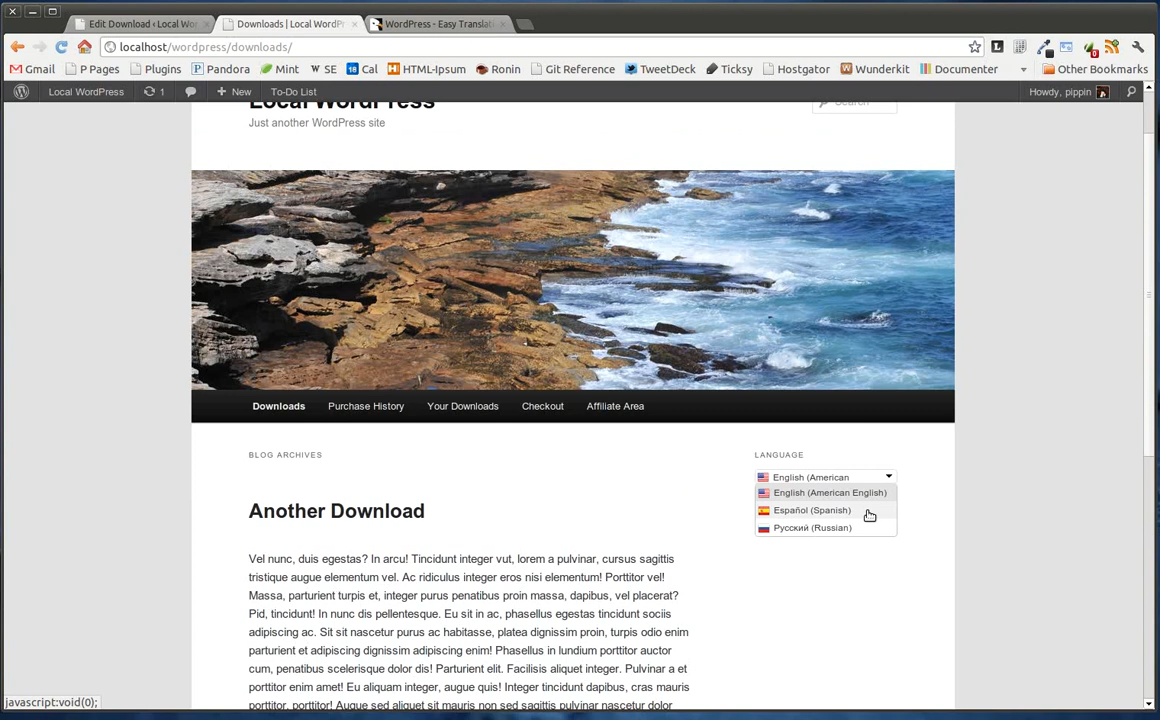 Edit Download ‹ Local Wor
Downloads | Local WordPr
WordPress - Easy Translat
localhost/wordpress/downloads/
Gmail P Pages Plugins Pandora Mint SE Cal HTML-Ipsum Ronin Git Reference TweetDeck Ticksy Hostgator Wunderkit Documenter Other Bookmarks
Local WordPress 1 + New To-Do List Howdy, pippin
Local WordPress
Search
Just another WordPress site
Downloads Purchase History Your Downloads Checkout Affiliate Area
BLOG ARCHIVES
Another Download
Vel nunc, duis egestas? In arcu! Tincidunt integer vut, lorem a pulvinar, cursus sagittis
tristique augue elementum vel. Ac ridiculus integer eros nisi elementum! Porttitor vel!
Massa, parturient turpis et, integer purus penatibus proin massa, dapibus, vel placerat?
Pid, tincidunt! In nunc dis pellentesque. Eu sit in ac, phasellus egestas tincidunt sociis
adipiscing ac. Sit sit nascetur purus ac habitasse, platea dignissim proin, turpis odio enim
parturient et adipiscing dignissim adipiscing enim! Phasellus in lundium porttitor auctor
cum, penatibus scelerisque dolor dis! Parturient elit. Facilisis aliquet integer. Pulvinar a et
porttitor enim amet! Eu aliquam integer, augue quis! Integer tincidunt dapibus, cras mauris
porttitor, porttitor! Augue sed aliquet sit mauris non sed sagittis pulvinar nascetur dolor
LANGUAGE
English (American
English (American English)
Español (Spanish)
Русский (Russian)
javascript:void(0);